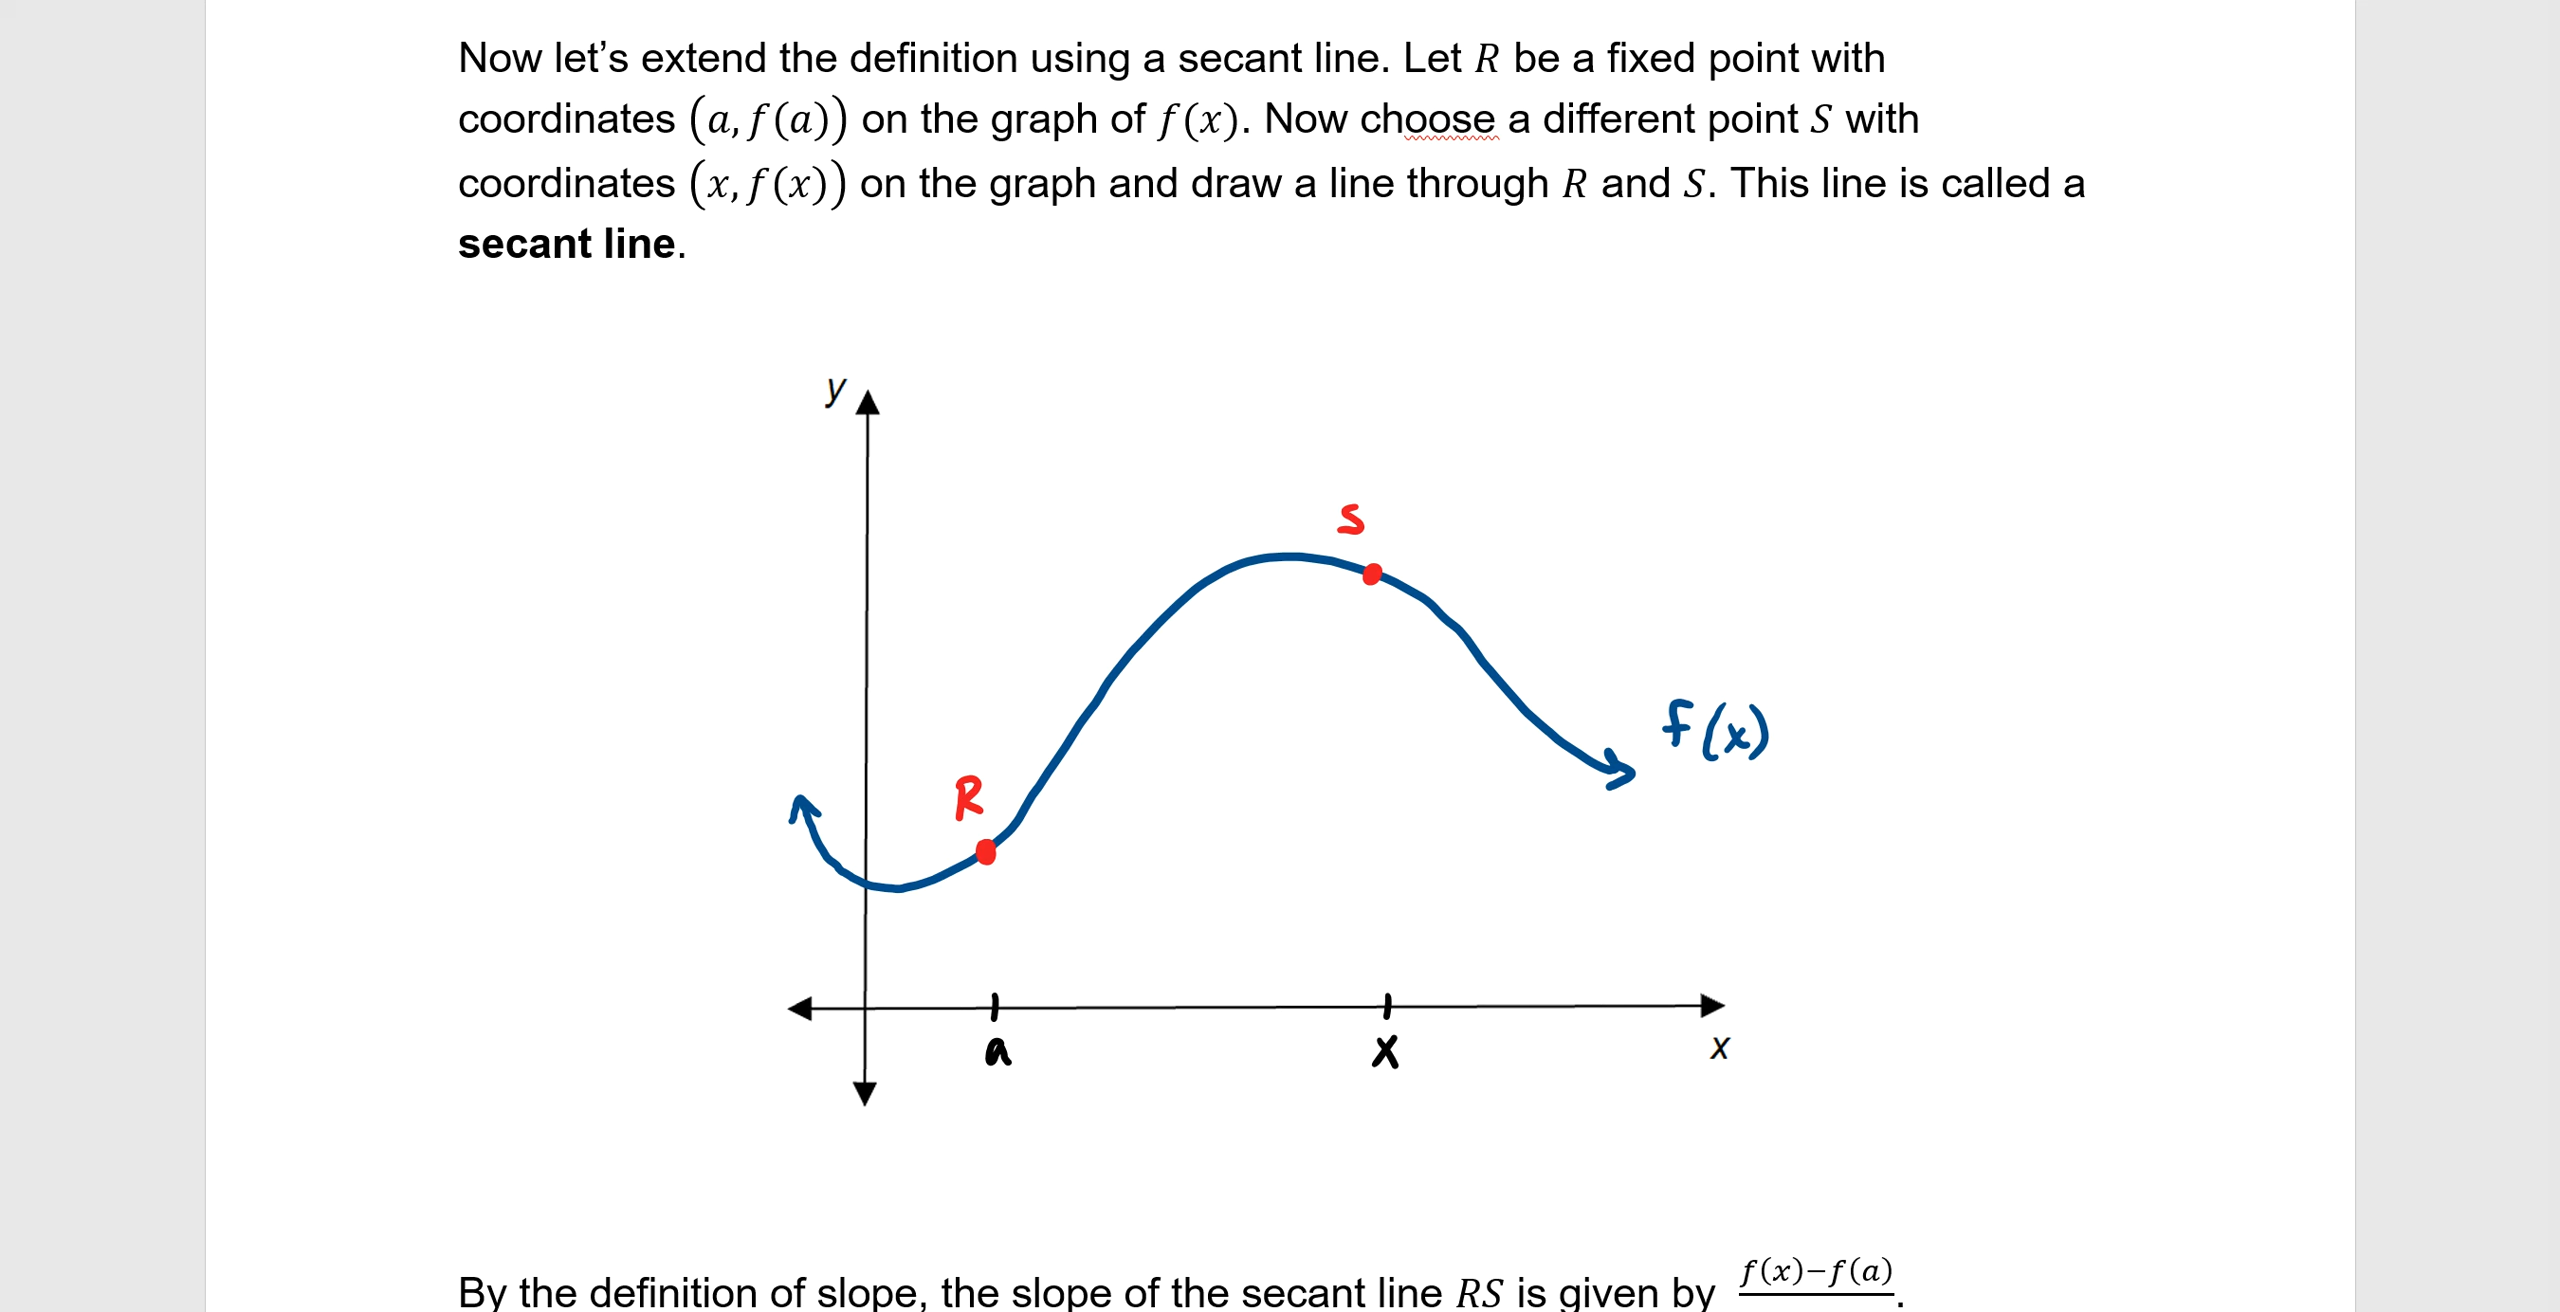 Now let’s extend the definition using a secant line. Let R be a fixed point with
coordinates (a, f(a)) on the graph of f(x). Now choose a different point S with
coordinates (x, f(x)) on the graph and draw a line through R and S. This line is called a
secant line.
y
S
f(x)
R
a
x
x
By the definition of slope, the slope of the secant line RS is given by f(x)−f(a).